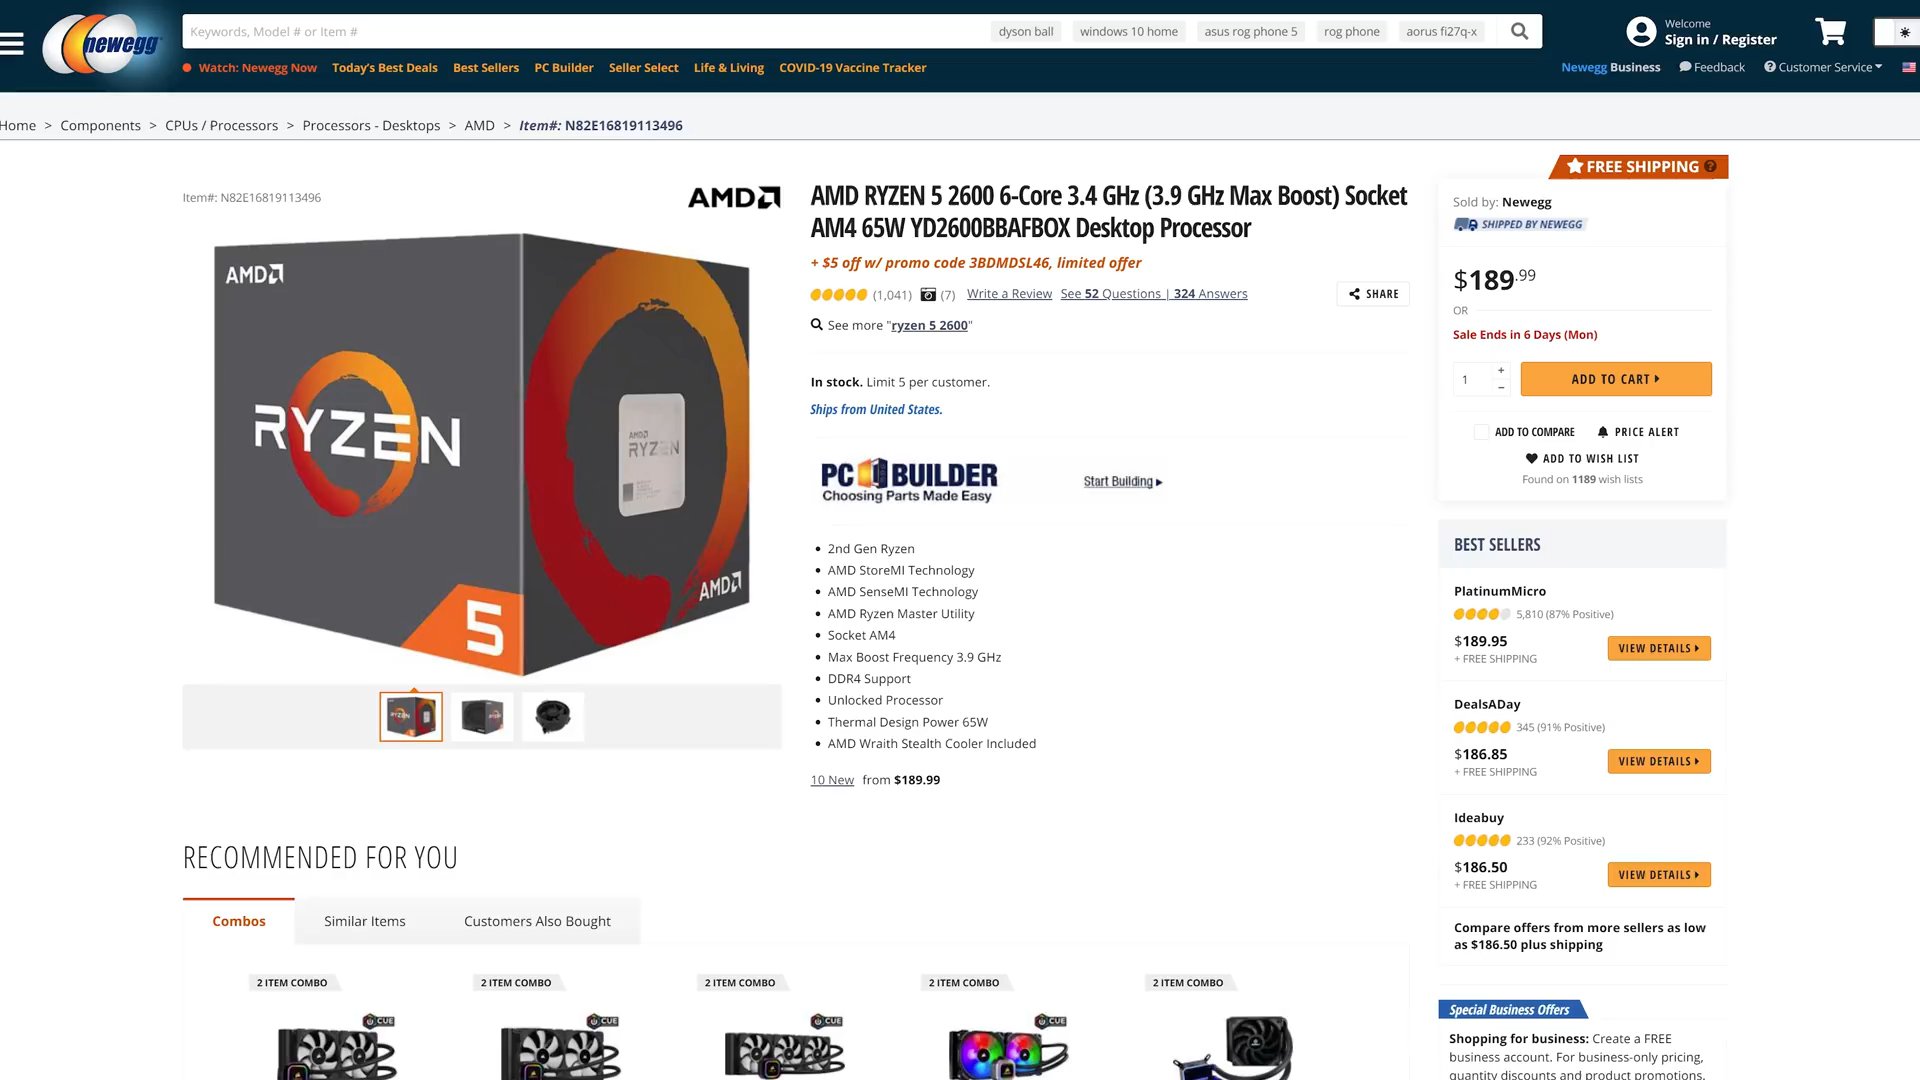 newegg
Keywords, Model # or Item #
dyson ball
windows 10 home
asus rog phone 5
rog phone
aorus fi27q-x
Welcome
Sign in / Register
Watch: Newegg Now
Today's Best Deals
Best Sellers
PC Builder
Seller Select
Life & Living
COVID-19 Vaccine Tracker
Newegg Business
Feedback
Customer Service
Home > Components > CPUs / Processors > Processors - Desktops > AMD > Item#: N82E16819113496
FREE SHIPPING ?
Item#: N82E16819113496
AMD
AMD
RYZEN
5
AMD
RYZEN
AMD
AMD RYZEN 5 2600 6-Core 3.4 GHz (3.9 GHz Max Boost) Socket
AM4 65W YD2600BBAFBOX Desktop Processor
+ $5 off w/ promo code 3BDMDSL46, limited offer
(1,041) (7) Write a Review See 52 Questions | 324 Answers
SHARE
See more "ryzen 5 2600"
In stock. Limit 5 per customer.
Ships from United States.
PC BUILDER
Choosing Parts Made Easy
Start Building
• 2nd Gen Ryzen
• AMD StoreMI Technology
• AMD SenseMI Technology
• AMD Ryzen Master Utility
• Socket AM4
• Max Boost Frequency 3.9 GHz
• DDR4 Support
• Unlocked Processor
• Thermal Design Power 65W
• AMD Wraith Stealth Cooler Included
10 New from $189.99
Sold by: Newegg
SHIPPED BY NEWEGG
$189.99
OR
Sale Ends in 6 Days (Mon)
1
+
−
ADD TO CART
ADD TO COMPARE
PRICE ALERT
ADD TO WISH LIST
Found on 1189 wish lists
BEST SELLERS
PlatinumMicro
5,810 (87% Positive)
$189.95
+ FREE SHIPPING
VIEW DETAILS
DealsADay
345 (91% Positive)
$186.85
+ FREE SHIPPING
VIEW DETAILS
Ideabuy
233 (92% Positive)
$186.50
+ FREE SHIPPING
VIEW DETAILS
Compare offers from more sellers as low
as $186.50 plus shipping
Special Business Offers
Shopping for business: Create a FREE
business account. For business-only pricing,
quantity discounts and product promotions.
RECOMMENDED FOR YOU
Combos
Similar Items
Customers Also Bought
2 ITEM COMBO
2 ITEM COMBO
2 ITEM COMBO
2 ITEM COMBO
2 ITEM COMBO
CUE
CUE
CUE
CUE